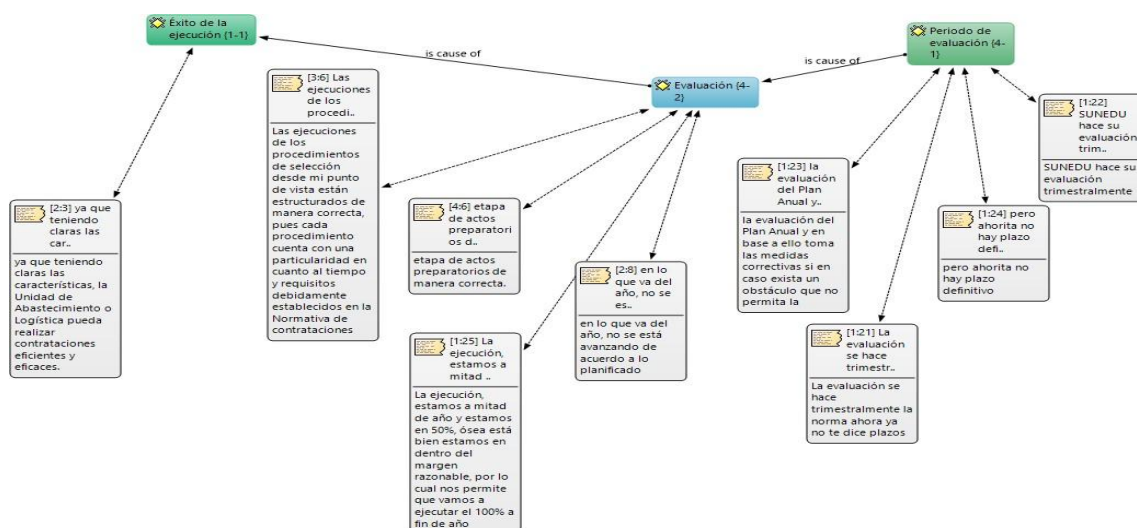 Éxito de la
ejecución {1-1}
is cause of
Evaluación {4-
2}
is cause of
Periodo de
evaluación {4-
1}
[2:3] ya que
teniendo
claras las
car..
ya que teniendo
claras las
características, la
Unidad de
Abastecimiento o
Logística pueda
realizar
contrataciones
eficientes y
eficaces.
[3:6] Las
ejecuciones
de los
procedi..
Las ejecuciones
de los
procedimientos
de selección
desde mi punto
de vista están
estructurados de
manera correcta,
pues cada
procedimiento
cuenta con una
particularidad en
cuanto al tiempo
y requisitos
debidamente
establecidos en la
Normativa de
contrataciones
[4:6] etapa
de actos
preparatori
os d..
etapa de actos
preparatorios de
manera correcta.
[1:25] La
ejecución,
estamos a
mitad ..
La ejecución,
estamos a mitad
de año y estamos
en 50%, ósea está
bien estamos en
dentro del
margen
razonable, por lo
cual nos permite
que vamos a
ejecutar el 100% a
fin de año
[2:8] en lo
que va del
año, no se
es..
en lo que va del
año, no se está
avanzando de
acuerdo a lo
planificado
[1:23] la
evaluación
del Plan
Anual y..
la evaluación del
Plan Anual y en
base a ello toma
las medidas
correctivas si en
caso exista un
obstáculo que no
permita la
[1:21] La
evaluación
se hace
trimestr..
La evaluación se
hace
trimestralmente la
norma ahora ya
no te dice plazos
[1:24] pero
ahorita no
hay plazo
defi..
pero ahorita no
hay plazo
definitivo
[1:22]
SUNEDU
hace su
evaluación
trim..
SUNEDU hace su
evaluación
trimestralmente